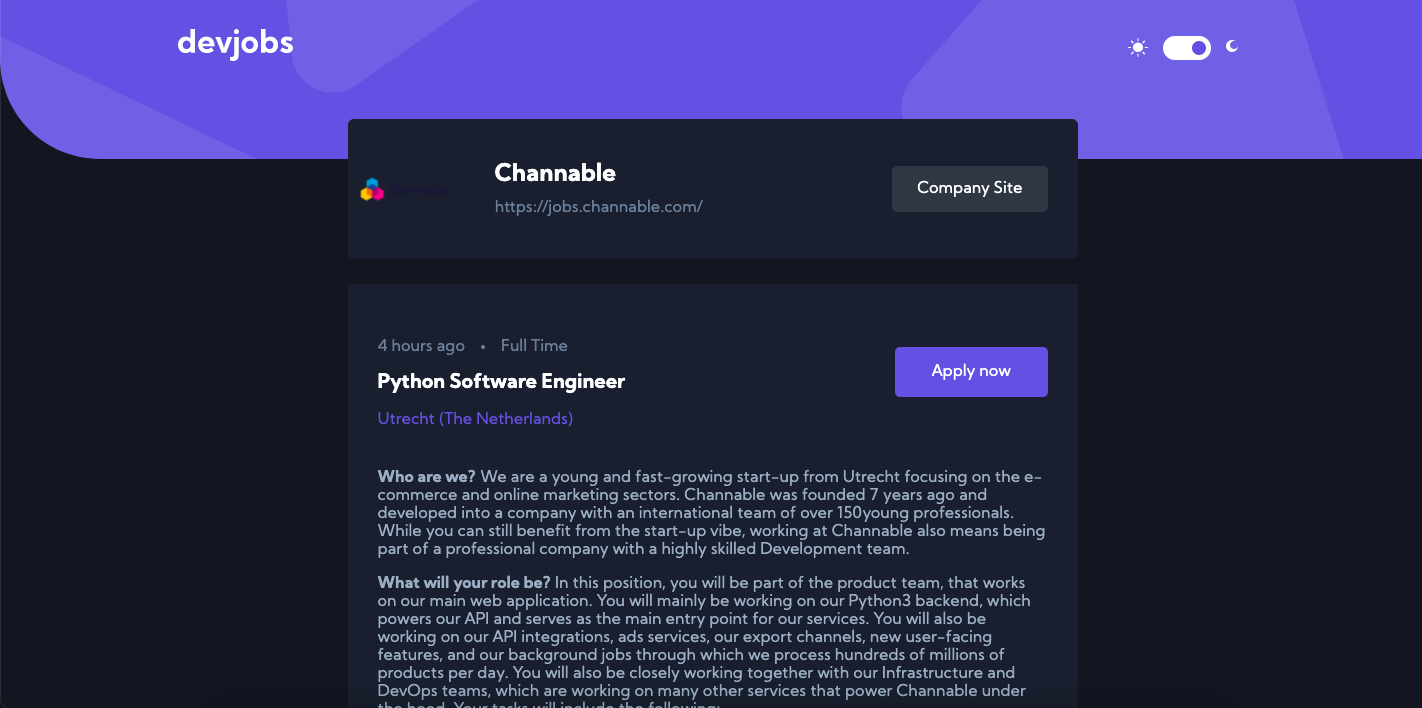 devjobs
Channable
https://jobs.channable.com/
Company Site
4 hours ago • Full Time
Python Software Engineer
Apply now
Utrecht (The Netherlands)
Who are we? We are a young and fast-growing start-up from Utrecht focusing on the e-
commerce and online marketing sectors. Channable was founded 7 years ago and
developed into a company with an international team of over 150young professionals.
While you can still benefit from the start-up vibe, working at Channable also means being
part of a professional company with a highly skilled Development team.
What will your role be? In this position, you will be part of the product team, that works
on our main web application. You will mainly be working on our Python3 backend, which
powers our API and serves as the main entry point for our services. You will also be
working on our API integrations, ads services, our export channels, new user-facing
features, and our background jobs through which we process hundreds of millions of
products per day. You will also be closely working together with our Infrastructure and
DevOps teams, which are working on many other services that power Channable under
the hood. Your tasks will include the following: